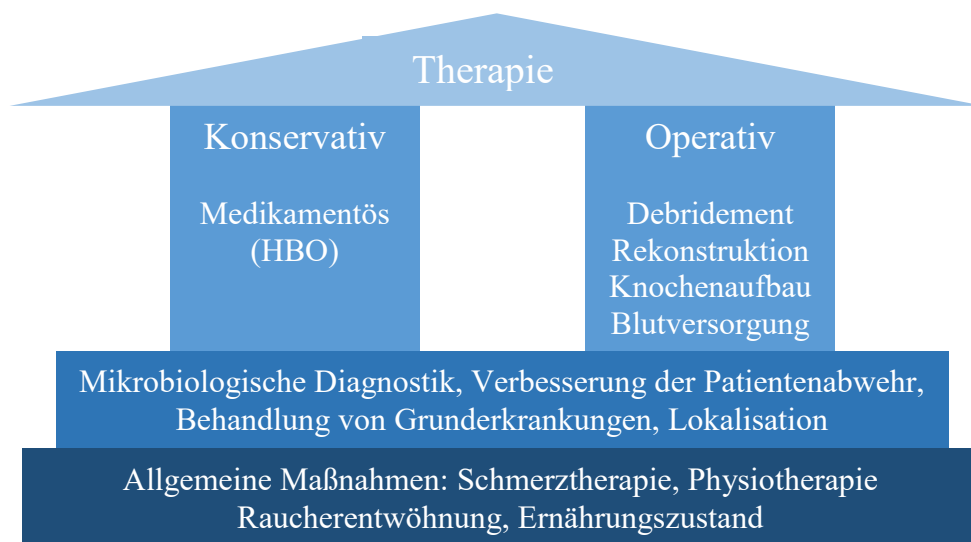 Therapie
Konservativ
Medikamentös
(HBO)
Operativ
Debridement
Rekonstruktion
Knochenaufbau
Blutversorgung
Mikrobiologische Diagnostik, Verbesserung der Patientenabwehr,
Behandlung von Grunderkrankungen, Lokalisation
Allgemeine Maßnahmen: Schmerztherapie, Physiotherapie
Raucherentwöhnung, Ernährungszustand